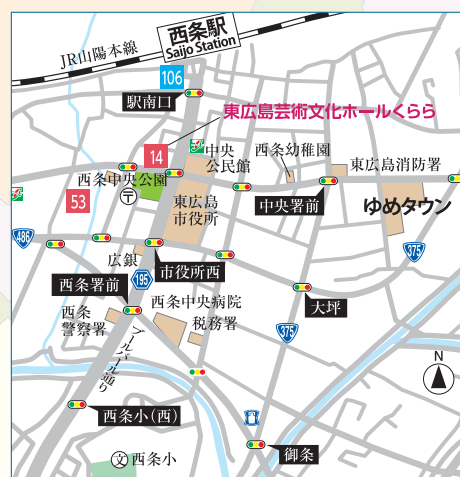 西条駅
Saijo Station
JR山陽本線
106
駅南口
東広島芸術文化ホールくらら
14
中央
公民館
西条幼稚園
東広島消防署
西条中央公園
〒
53
東広島
市役所
中央署前
ゆめタウン
486
375
広銀
市役所西
195
西条署前
西条中央病院
大坪
西条
警察署
税務署
375
ブールバール通り
N
西条小(西)
御条
文 西条小